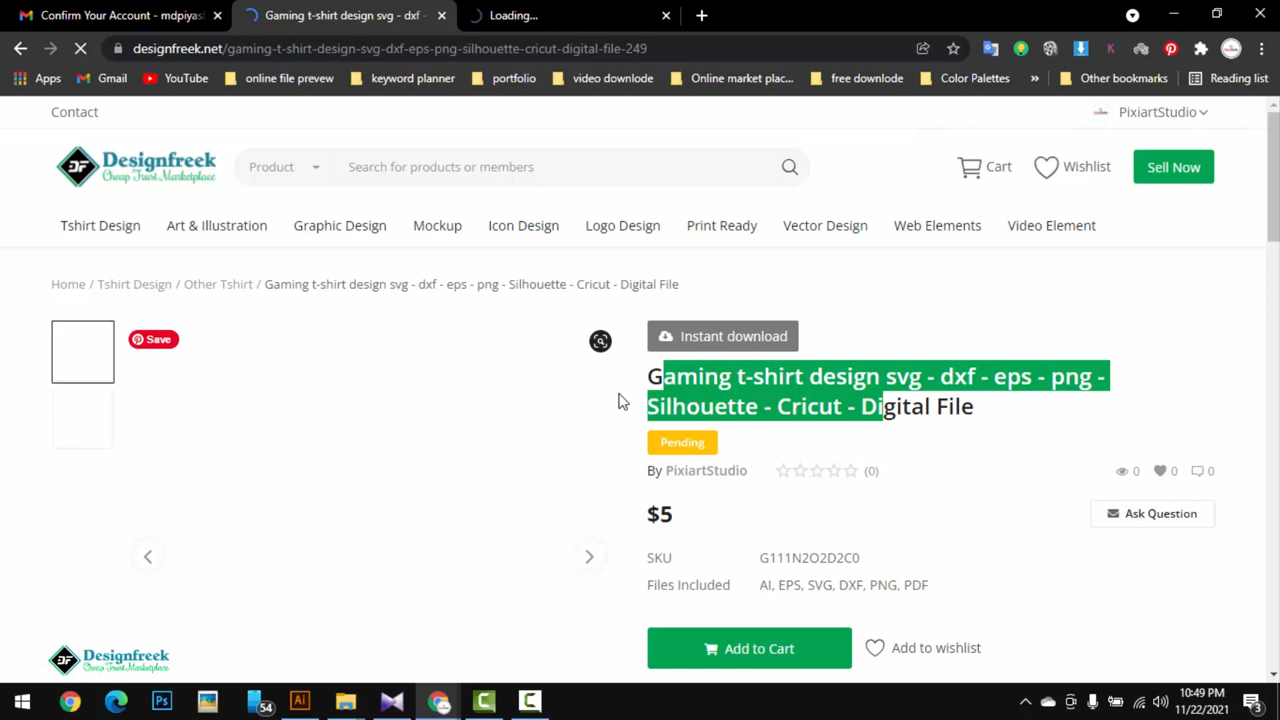 Confirm Your Account - mdpiyash
Gaming t-shirt design svg - dxf -
Loading...
designfreek.net/gaming-t-shirt-design-svg-dxf-eps-png-silhouette-cricut-digital-file-249
Apps
Gmail
YouTube
online file preview
keyword planner
portfolio
video downlode
Online market plac...
free downlode
Color Palettes
»
Other bookmarks
Reading list
Contact
PixiartStudio
Designfreek
Cheap Trust Marketplace
Product
Search for products or members
Cart
Wishlist
Sell Now
Tshirt Design
Art & Illustration
Graphic Design
Mockup
Icon Design
Logo Design
Print Ready
Vector Design
Web Elements
Video Element
Home / Tshirt Design / Other Tshirt / Gaming t-shirt design svg - dxf - eps - png - Silhouette - Cricut - Digital File
Save
Instant download
Gaming t-shirt design svg - dxf - eps - png -
Silhouette - Cricut - Digital File
Pending
By PixiartStudio
(0)
0
0
0
$5
Ask Question
SKU
G111N2O2D2C0
Files Included
AI, EPS, SVG, DXF, PNG, PDF
Add to Cart
Add to wishlist
Designfreek
Cheap Trust Marketplace
Ps
54
Ai
10:49 PM
11/22/2021
3